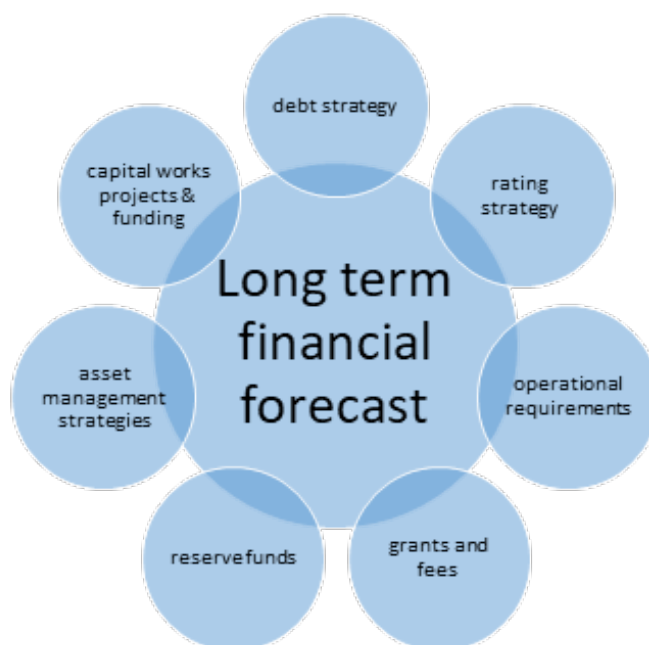 debt strategy
rating
strategy
operational
requirements
grants and
fees
reserve funds
asset
management
strategies
capital works
projects &
funding
Long term
financial
forecast